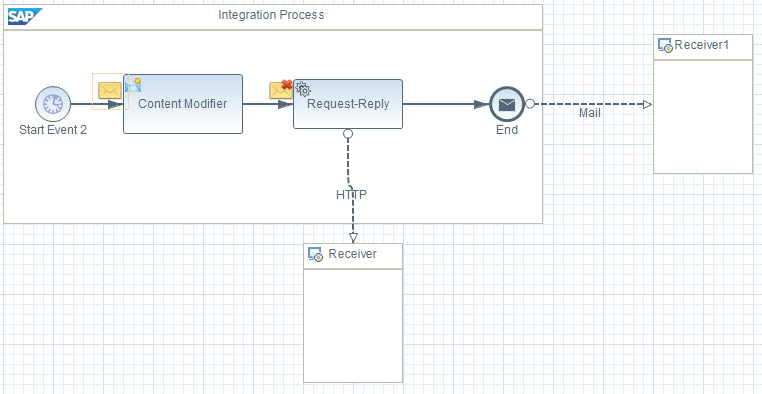 SAP
Integration Process
Receiver1
Content Modifier
Request-Reply
Start Event 2
End
Mail
HTTP
Receiver